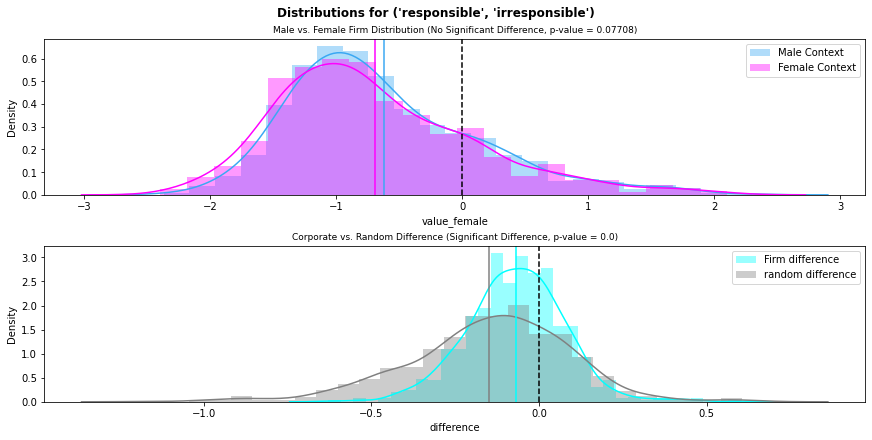 Distributions for ('responsible', 'irresponsible')
Male vs. Female Firm Distribution (No Significant Difference, p-value = 0.07708)
Male Context
Female Context
Density
0.6
0.5
0.4
0.3
0.2
0.1
0.0
−3 −2 −1 0 1 2 3
value_female
Corporate vs. Random Difference (Significant Difference, p-value = 0.0)
Firm difference
random difference
Density
3.0
2.5
2.0
1.5
1.0
0.5
0.0
−1.0 −0.5 0.0 0.5
difference